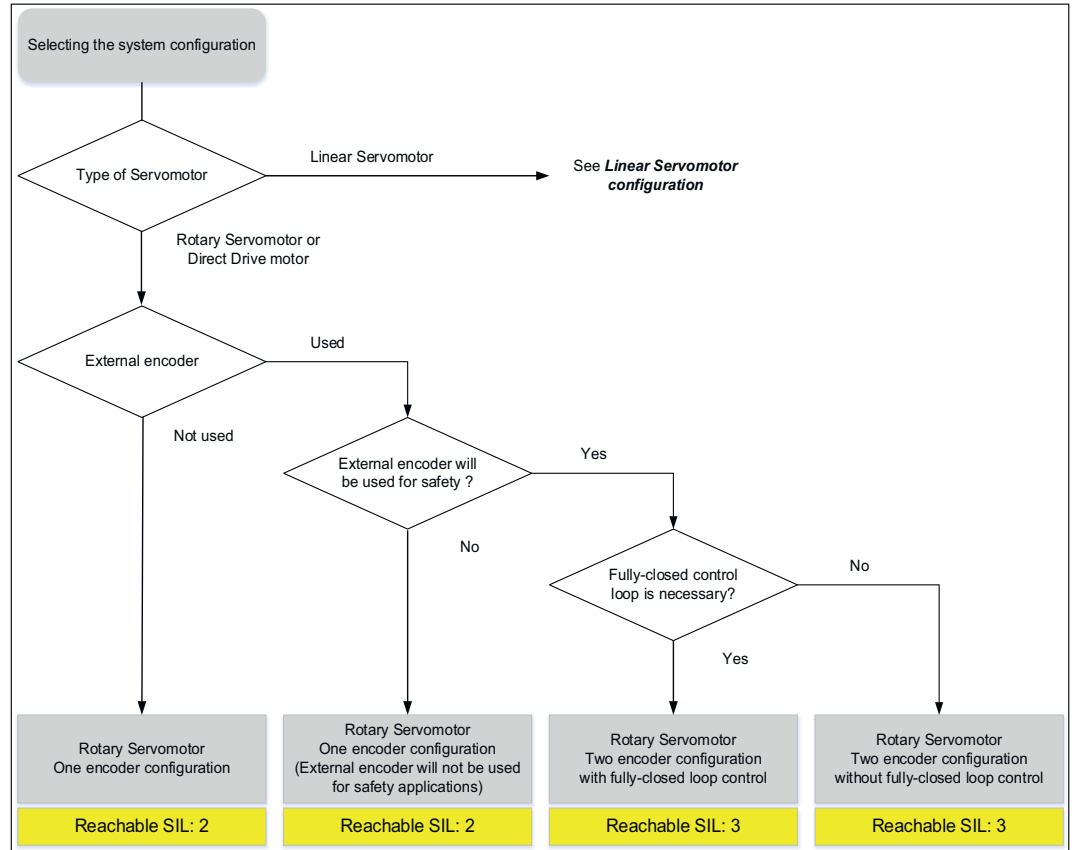 Selecting the system configuration
Type of Servomotor
Linear Servomotor
See Linear Servomotor
configuration
Rotary Servomotor or
Direct Drive motor
External encoder
Used
Not used
External encoder will
be used for safety ?
Yes
No
Fully-closed control
loop is necessary?
No
Yes
Rotary Servomotor
One encoder configuration
Reachable SIL: 2
Rotary Servomotor
One encoder configuration
(External encoder will not be used
for safety applications)
Reachable SIL: 2
Rotary Servomotor
Two encoder configuration
with fully-closed loop control
Reachable SIL: 3
Rotary Servomotor
Two encoder configuration
without fully-closed loop control
Reachable SIL: 3